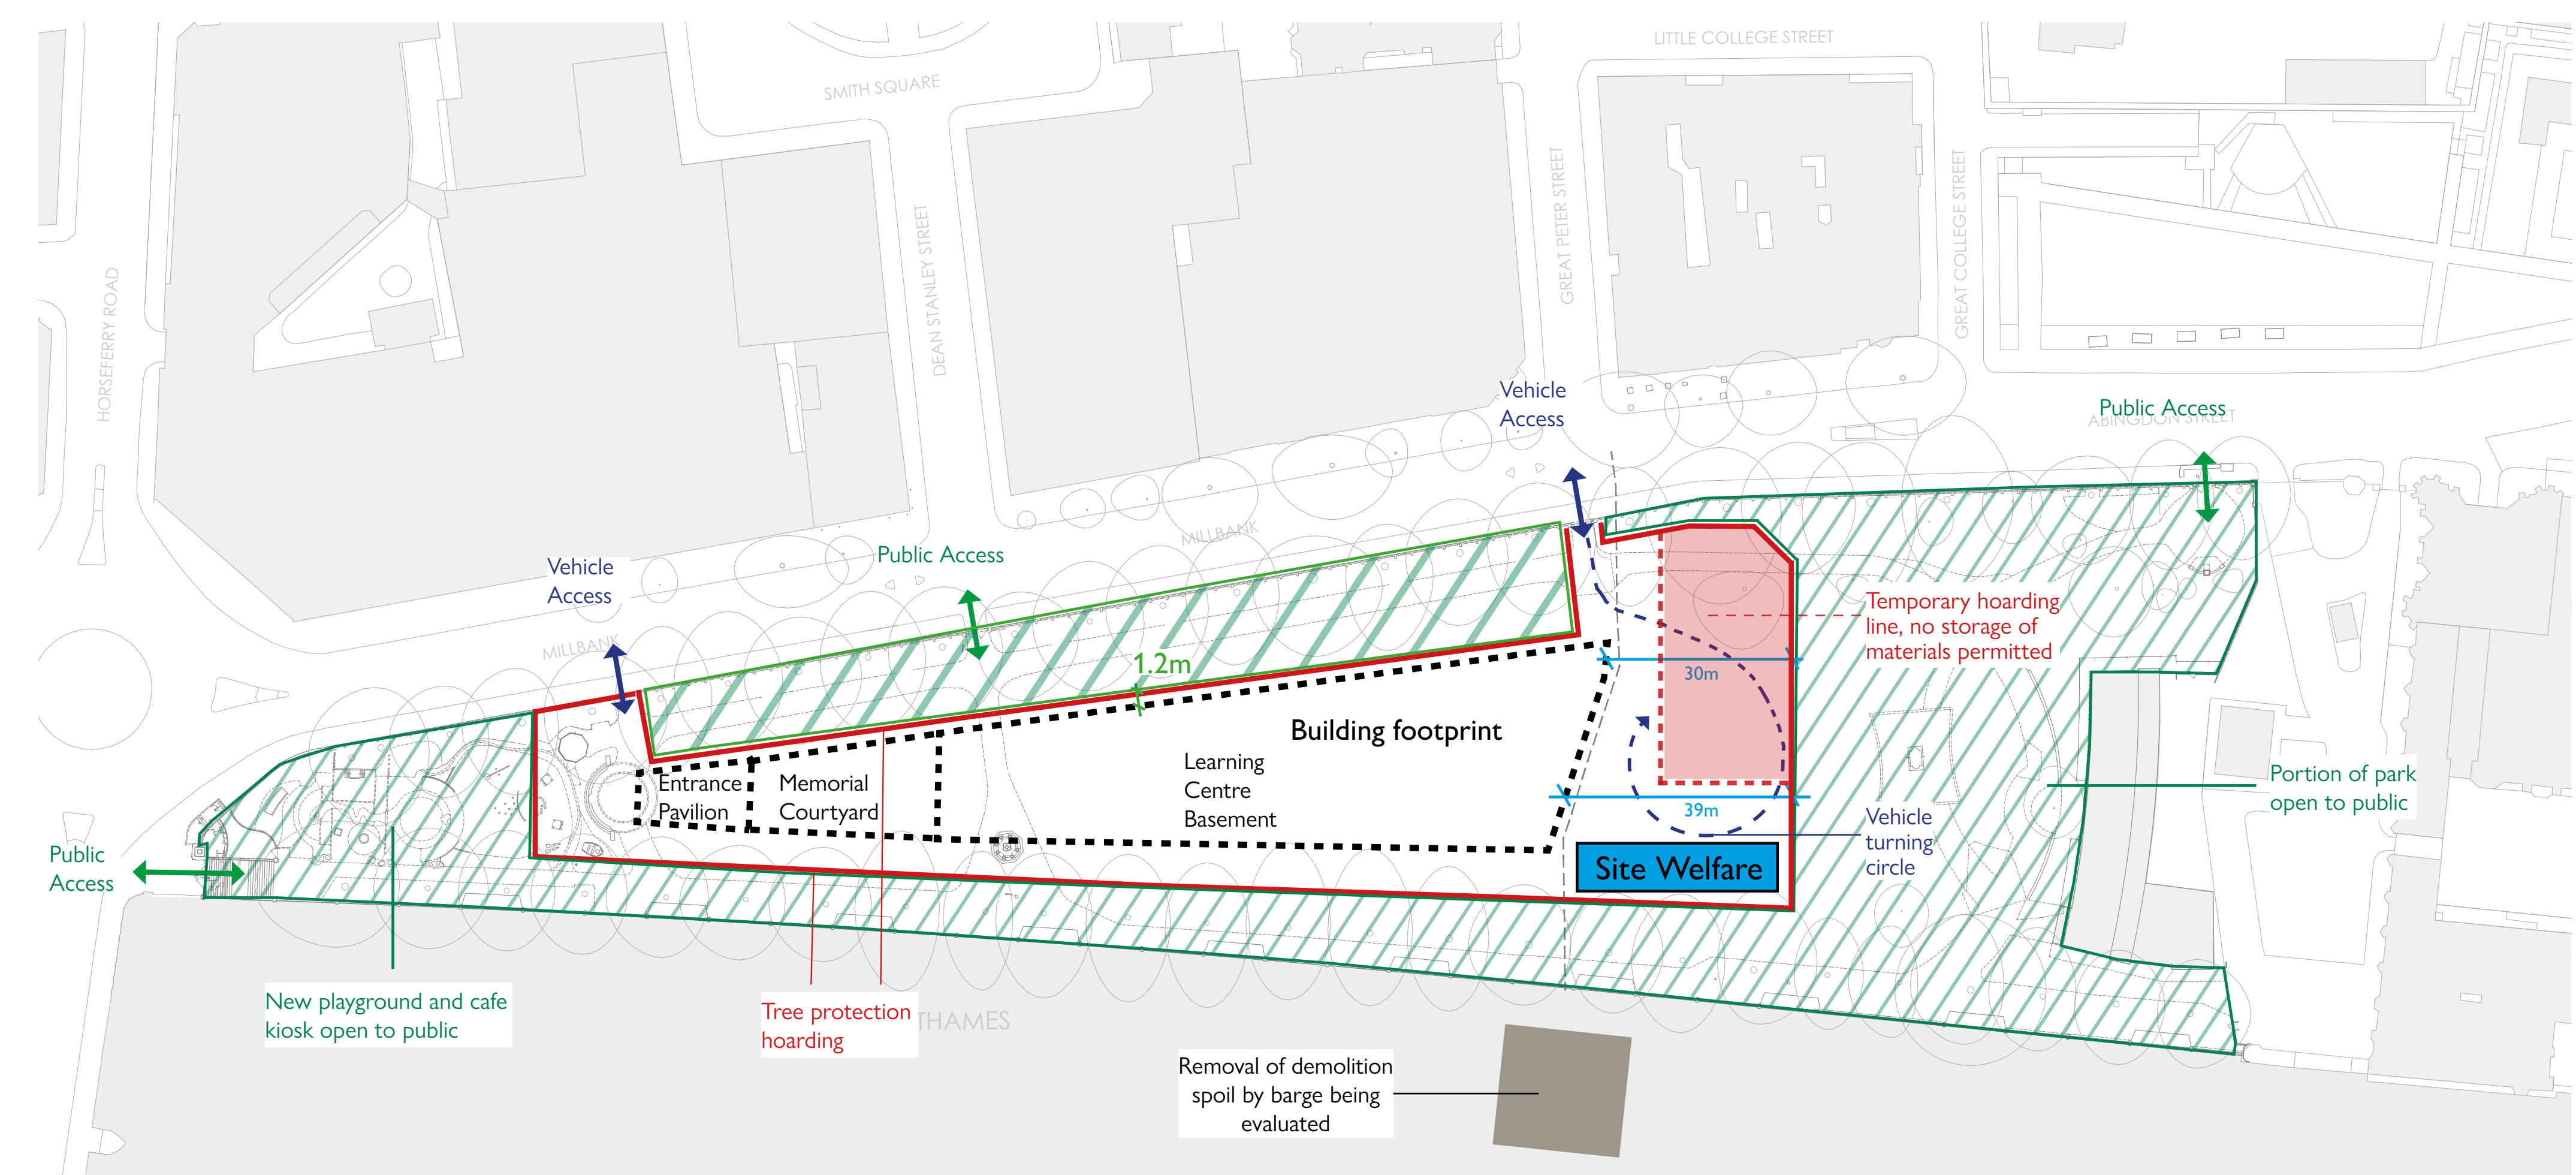 LITTLE COLLEGE STREET
SMITH SQUARE
GREAT PETER STREET
GREAT COLLEGE STREET
DEAN STANLEY STREET
HORSEFERRY ROAD
Vehicle
Access
Public Access
ABINGDON STREET
MILLBANK
Public Access
Vehicle
Access
MILLBANK
1.2m
Temporary hoarding
line, no storage of
materials permitted
30m
Building footprint
Learning
Centre
Basement
Entrance
Pavilion
Memorial
Courtyard
39m
Vehicle
turning
circle
Portion of park
open to public
Site Welfare
Public
Access
New playground and cafe
kiosk open to public
Tree protection
hoarding
THAMES
Removal of demolition
spoil by barge being
evaluated